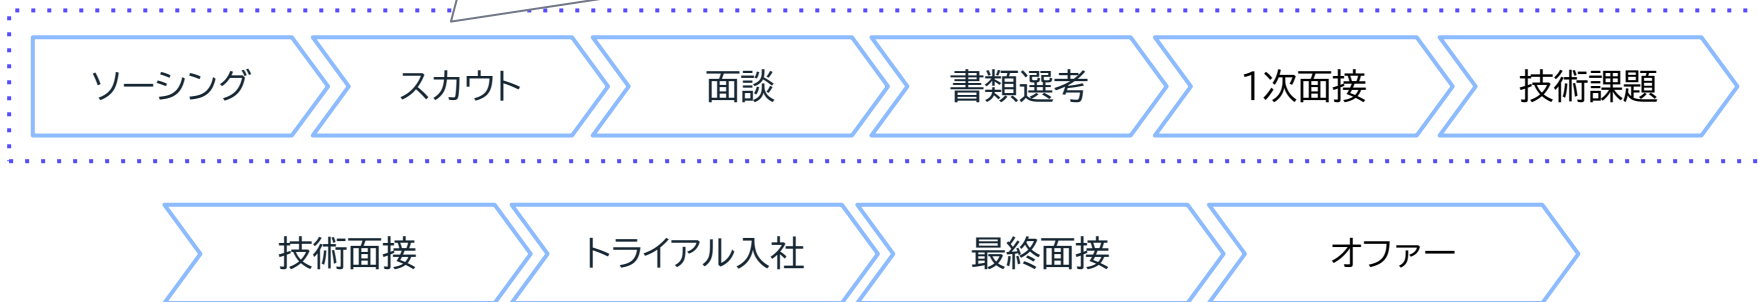 ソーシング
スカウト
面談
書類選考
1次面接
技術課題
技術面接
トライアル入社
最終面接
オファー